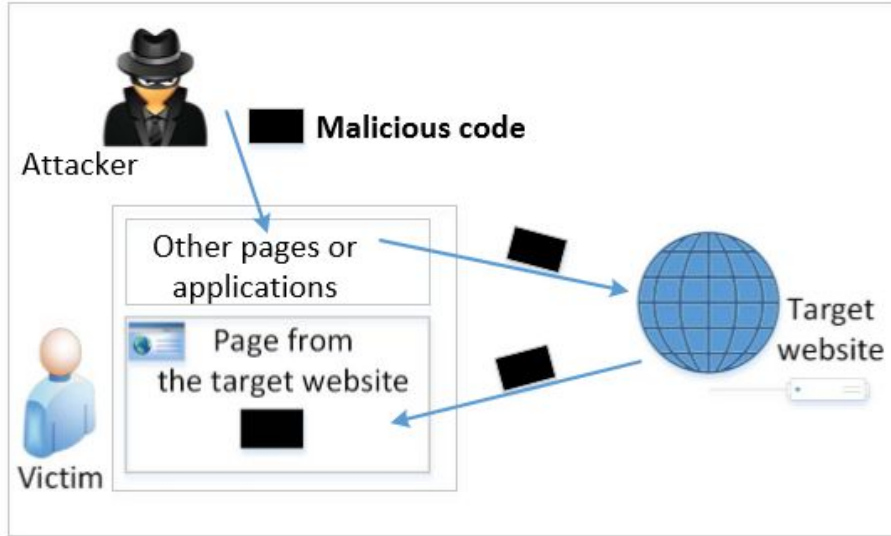 Malicious code
Attacker
Other pages or
applications
Page from
the target website
Target
website
Victim